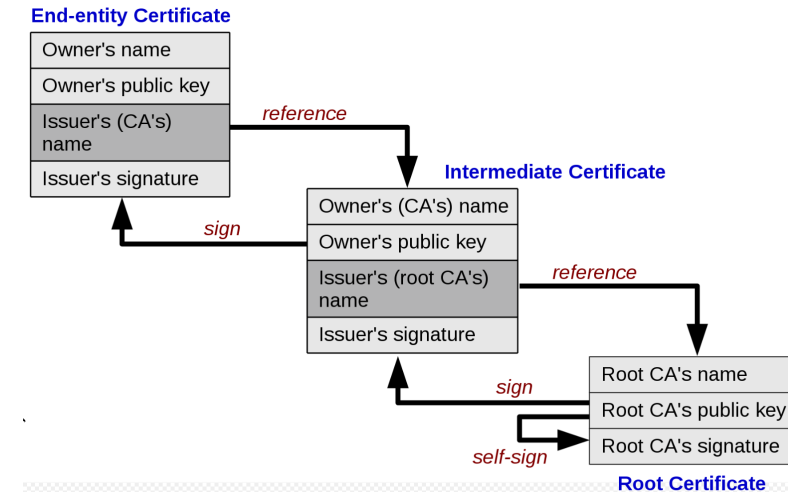 End-entity Certificate
Owner's name
Owner's public key
Issuer's (CA's)
name
Issuer's signature
reference
sign
Intermediate Certificate
Owner's (CA's) name
Owner's public key
Issuer's (root CA's)
name
Issuer's signature
reference
sign
self-sign
Root CA's name
Root CA's public key
Root CA's signature
Root Certificate